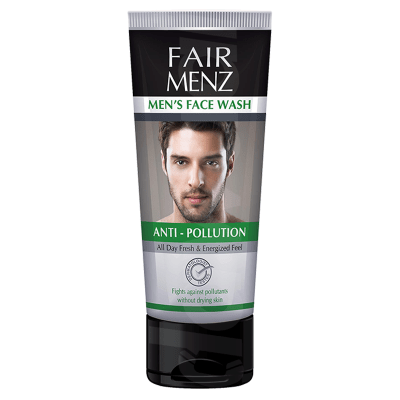 FAIR
MENZ
MEN'S FACE WASH
ANTI - POLLUTION
All Day Fresh & Energized Feel
Fights against pollutants
without drying skin